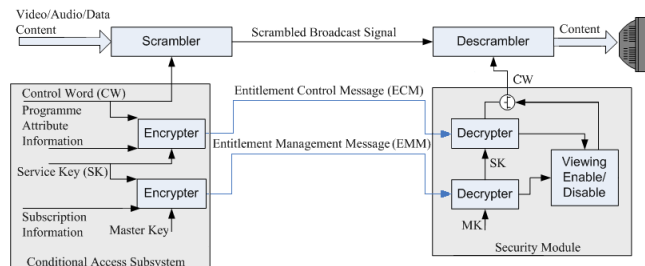 Video/Audio/Data
Content
Scrambler
Scrambled Broadcast Signal
Descrambler
Content
Control Word (CW)
Programme
Attribute
Information
Encrypter
Service Key (SK)
Encrypter
Subscription
Information
Master Key
Conditional Access Subsystem
Entitlement Control Message (ECM)
Entitlement Management Message (EMM)
CW
Decrypter
SK
Decrypter
MK
Viewing
Enable/
Disable
Security Module